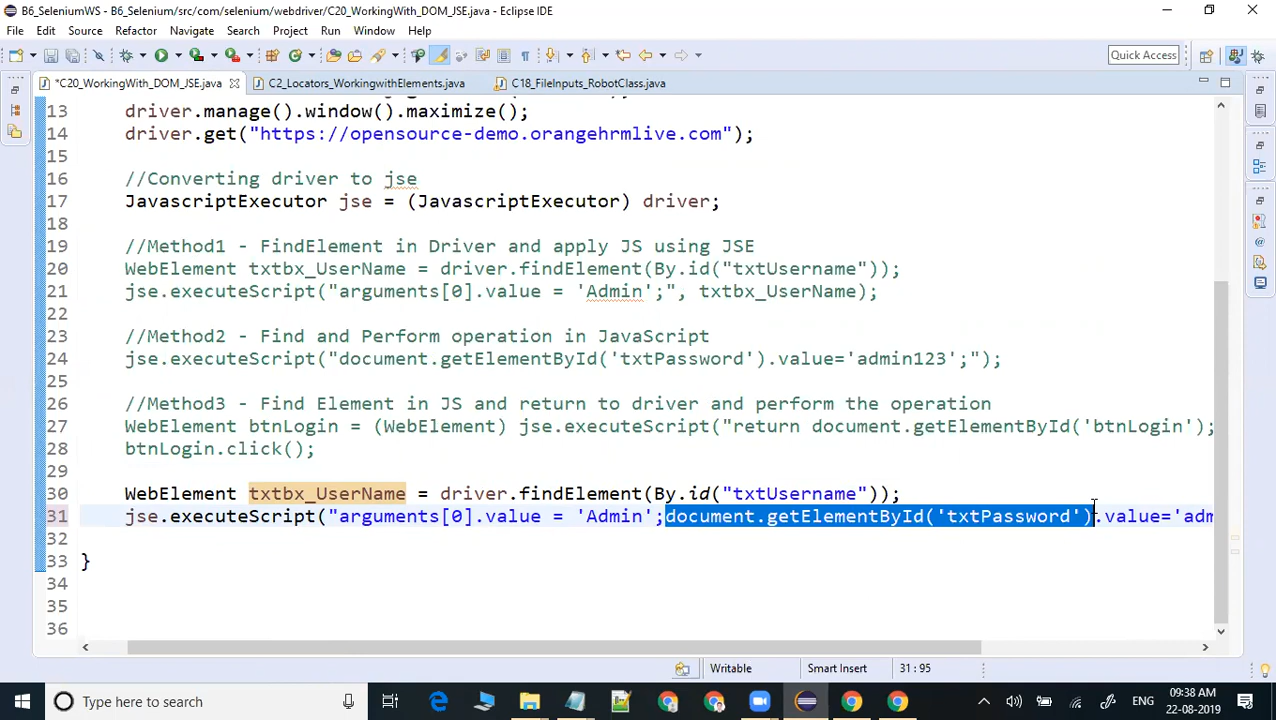 B6_SeleniumWS - B6_Selenium/src/com/selenium/webdriver/C20_WorkingWith_DOM_JSE.java - Eclipse IDE
File Edit Source Refactor Navigate Search Project Run Window Help
Quick Access
*C20_WorkingWith_DOM_JSE.java C2_Locators_WorkingwithElements.java C18_FileInputs_RobotClass.java
13 driver.manage().window().maximize();
14 driver.get("https://opensource-demo.orangehrmlive.com");
15
16 //Converting driver to jse
17 JavascriptExecutor jse = (JavascriptExecutor) driver;
18
19 //Method1 - FindElement in Driver and apply JS using JSE
20 WebElement txtbx_UserName = driver.findElement(By.id("txtUsername"));
21 jse.executeScript("arguments[0].value = 'Admin';", txtbx_UserName);
22
23 //Method2 - Find and Perform operation in JavaScript
24 jse.executeScript("document.getElementById('txtPassword').value='admin123';");
25
26 //Method3 - Find Element in JS and return to driver and perform the operation
27 WebElement btnLogin = (WebElement) jse.executeScript("return document.getElementById('btnLogin');
28 btnLogin.click();
29
30 WebElement txtbx_UserName = driver.findElement(By.id("txtUsername"));
31 jse.executeScript("arguments[0].value = 'Admin';document.getElementById('txtPassword').value='adm
32
33 }
34
35
36
Writable Smart Insert 31 : 95
Type here to search ENG 09:38 AM
22-08-2019